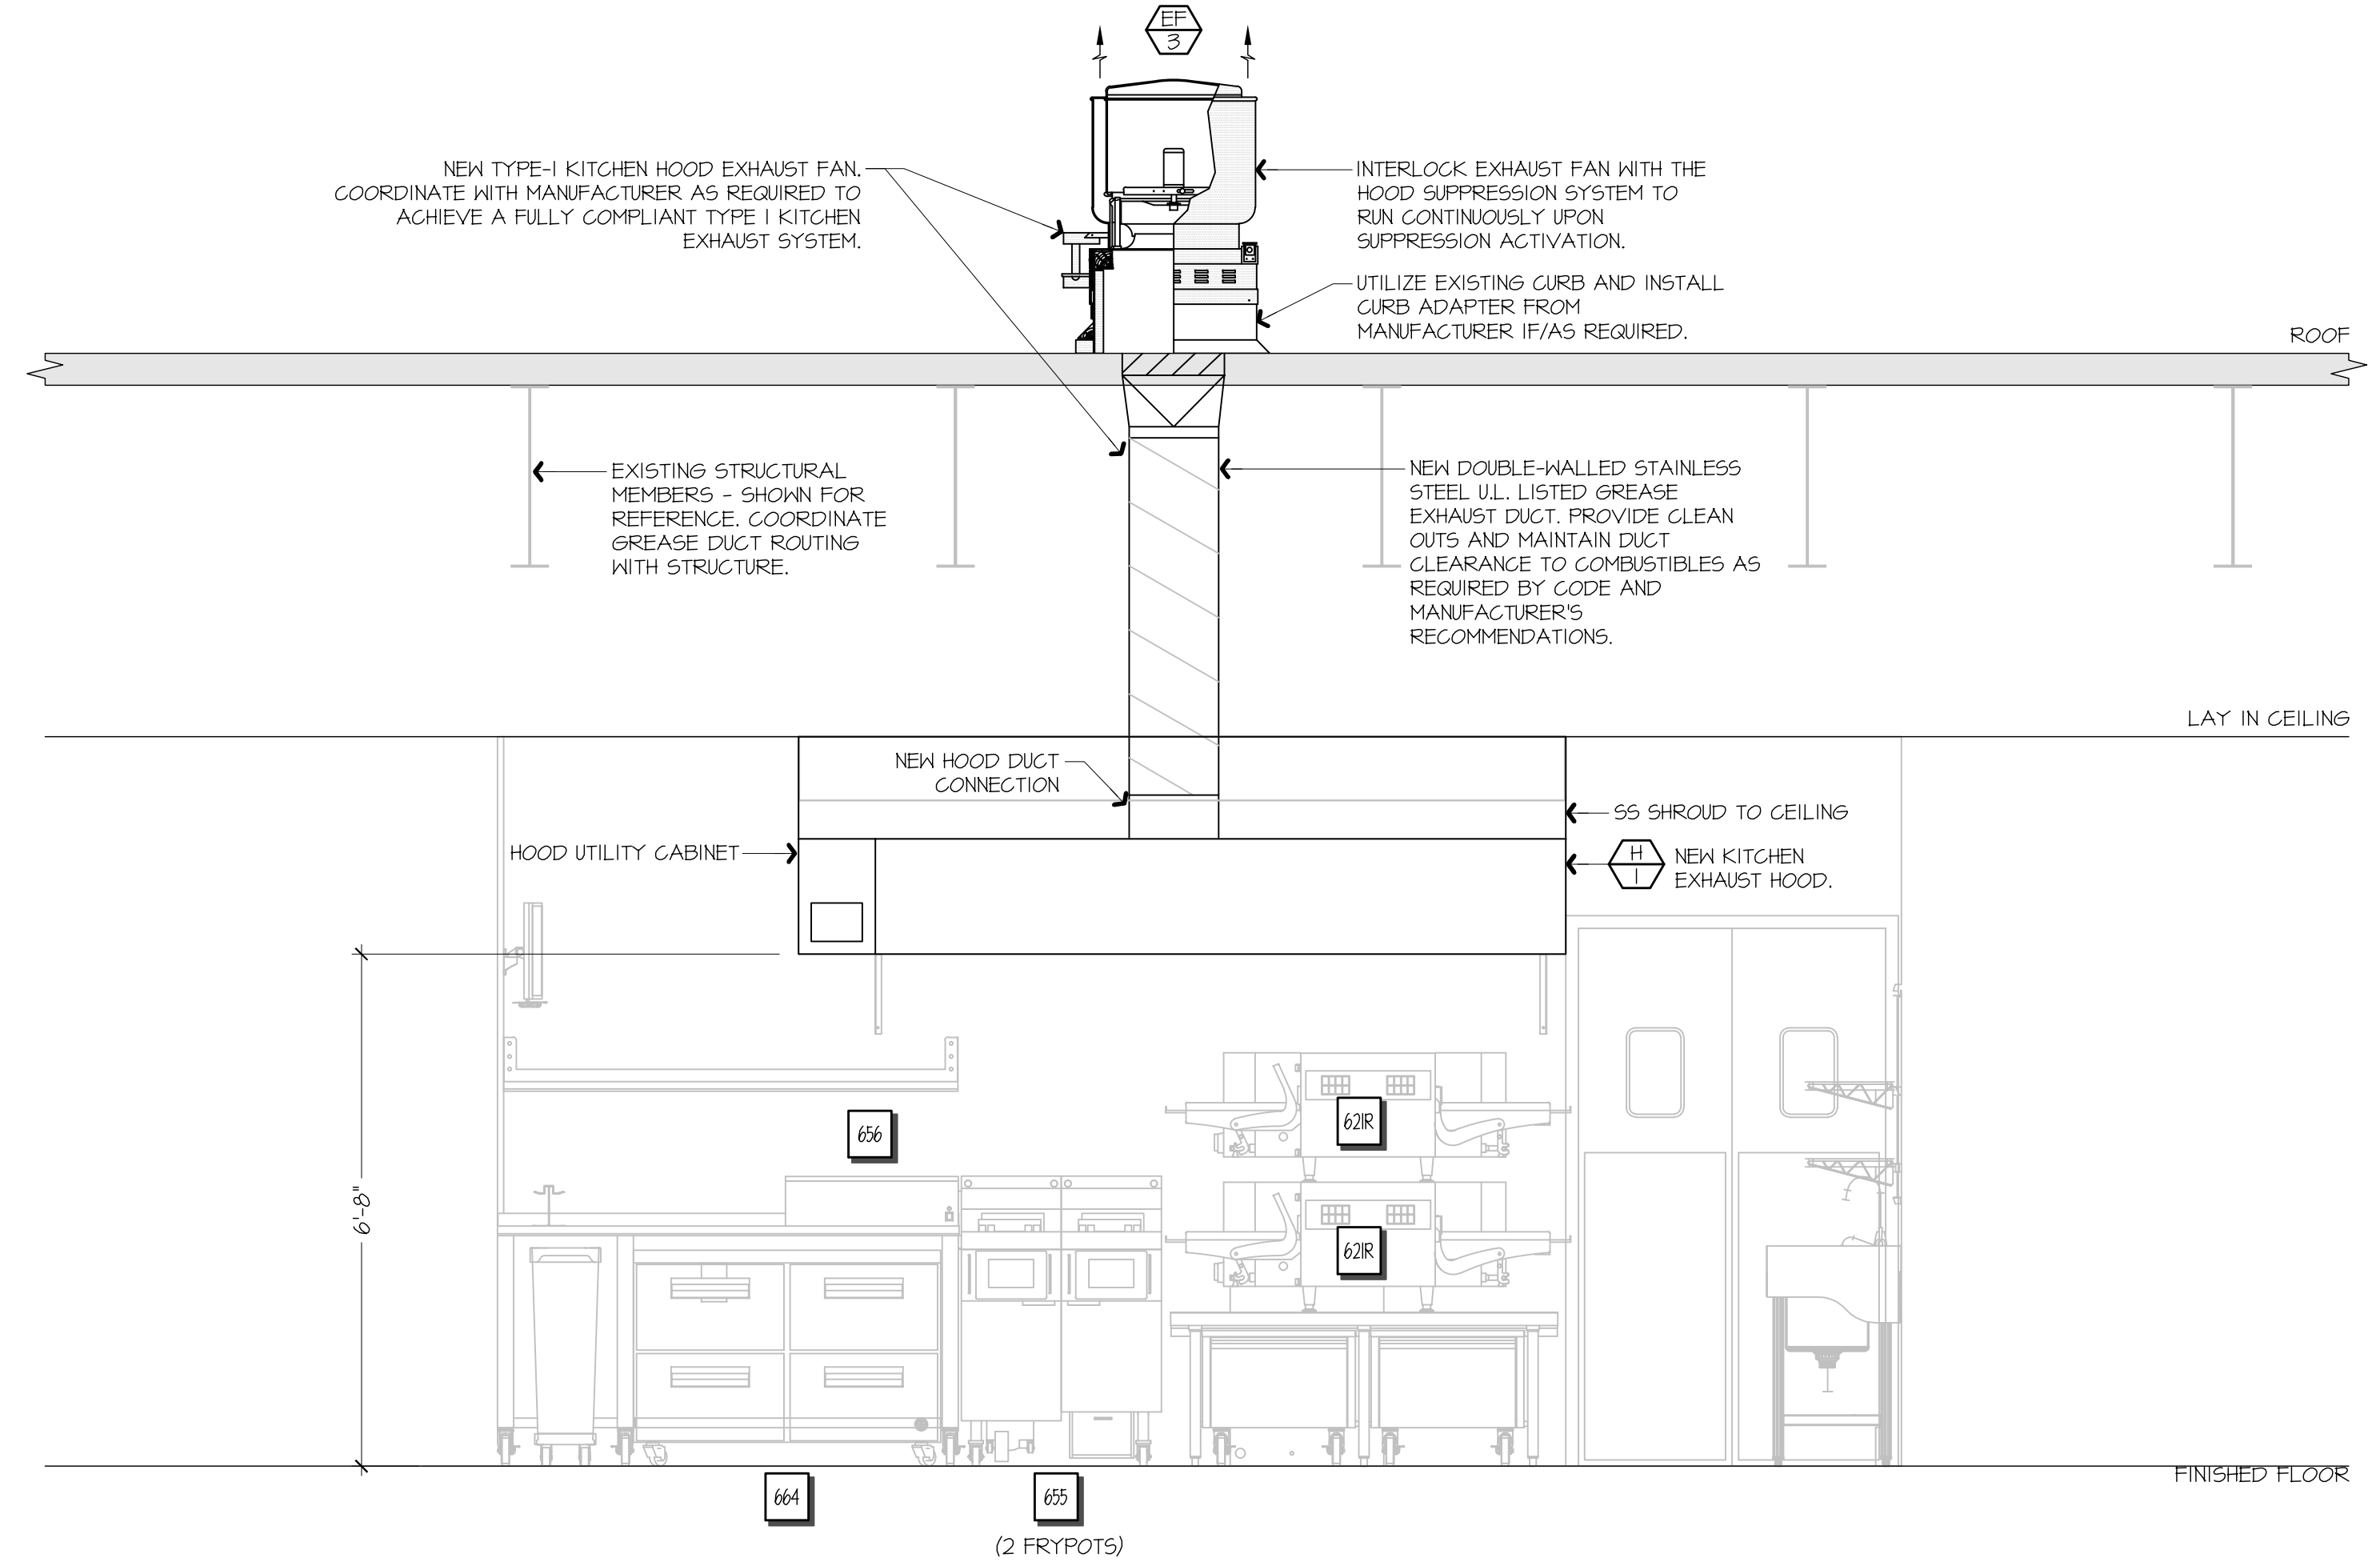 EF
3
NEW TYPE-I KITCHEN HOOD EXHAUST FAN.
COORDINATE WITH MANUFACTURER AS REQUIRED TO
ACHIEVE A FULLY COMPLIANT TYPE I KITCHEN
EXHAUST SYSTEM.
INTERLOCK EXHAUST FAN WITH THE
HOOD SUPPRESSION SYSTEM TO
RUN CONTINUOUSLY UPON
SUPPRESSION ACTIVATION.
UTILIZE EXISTING CURB AND INSTALL
CURB ADAPTER FROM
MANUFACTURER IF/AS REQUIRED.
ROOF
EXISTING STRUCTURAL
MEMBERS - SHOWN FOR
REFERENCE. COORDINATE
GREASE DUCT ROUTING
WITH STRUCTURE.
NEW DOUBLE-WALLED STAINLESS
STEEL U.L. LISTED GREASE
EXHAUST DUCT. PROVIDE CLEAN
OUTS AND MAINTAIN DUCT
CLEARANCE TO COMBUSTIBLES AS
REQUIRED BY CODE AND
MANUFACTURER'S
RECOMMENDATIONS.
LAY IN CEILING
NEW HOOD DUCT
CONNECTION
SS SHROUD TO CEILING
HOOD UTILITY CABINET
H
1
NEW KITCHEN
EXHAUST HOOD.
656
621R
6'-8"
621R
FINISHED FLOOR
664
655
(2 FRYPOTS)